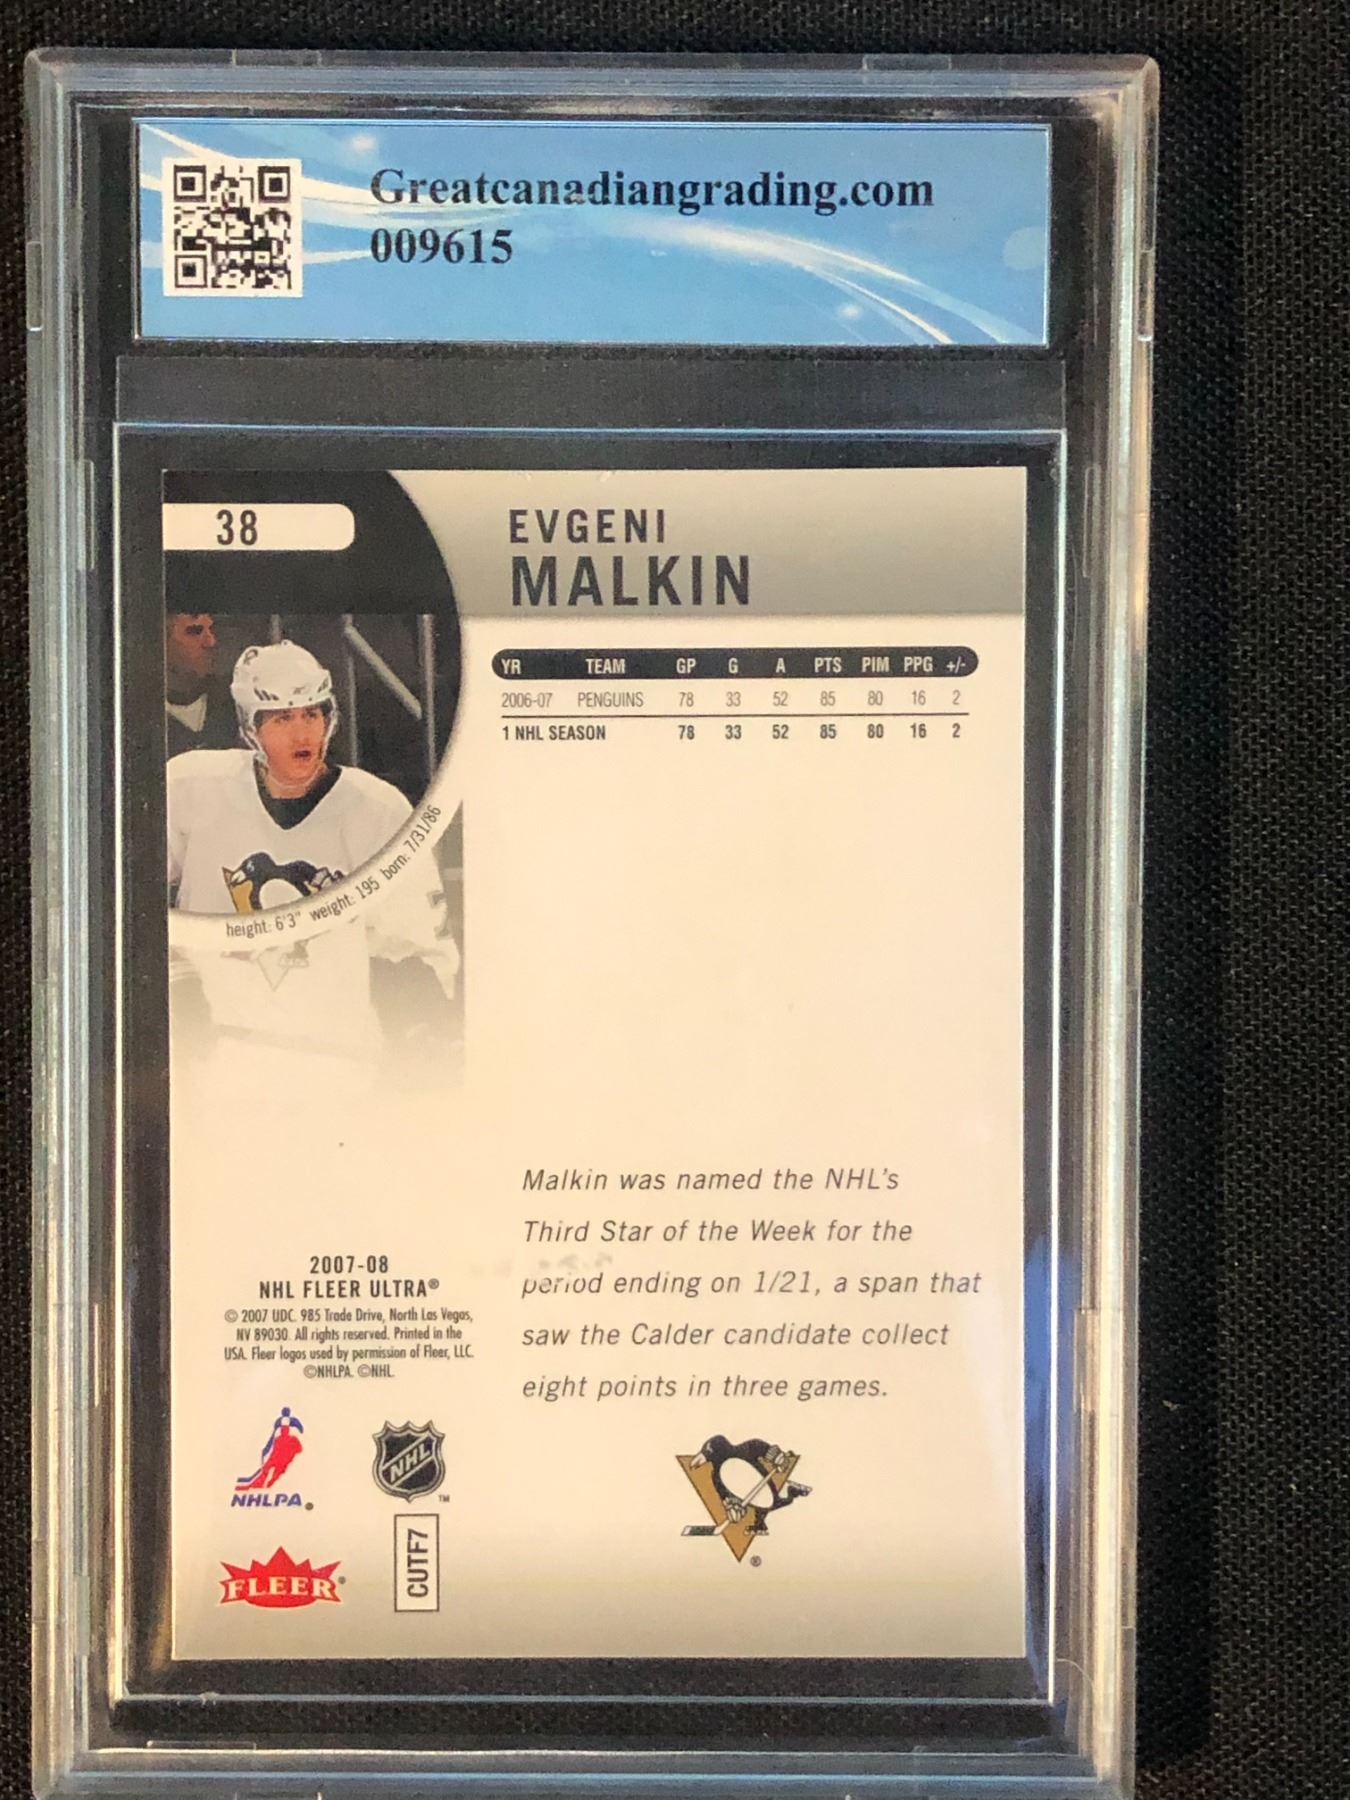 Greatcanadiangrading.com
009615
38
EVGENI
MALKIN
YR TEAM GP G A PTS PIM PPG +/-
2006-07 PENGUINS 78 33 52 85 80 16 2
1 NHL SEASON 78 33 52 85 80 16 2
height: 6'3" weight: 195 born: 7/31/86
Malkin was named the NHL's
Third Star of the Week for the
period ending on 1/21, a span that
saw the Calder candidate collect
eight points in three games.
2007-08
NHL FLEER ULTRA®
© 2007 UDC. 985 Trade Drive, North Las Vegas,
NV 89030. All rights reserved. Printed in the
USA. Fleer logos used by permission of Fleer, LLC.
©NHLPA. ©NHL.
NHLPA®
NHL TM
FLEER®
CUTF7
®